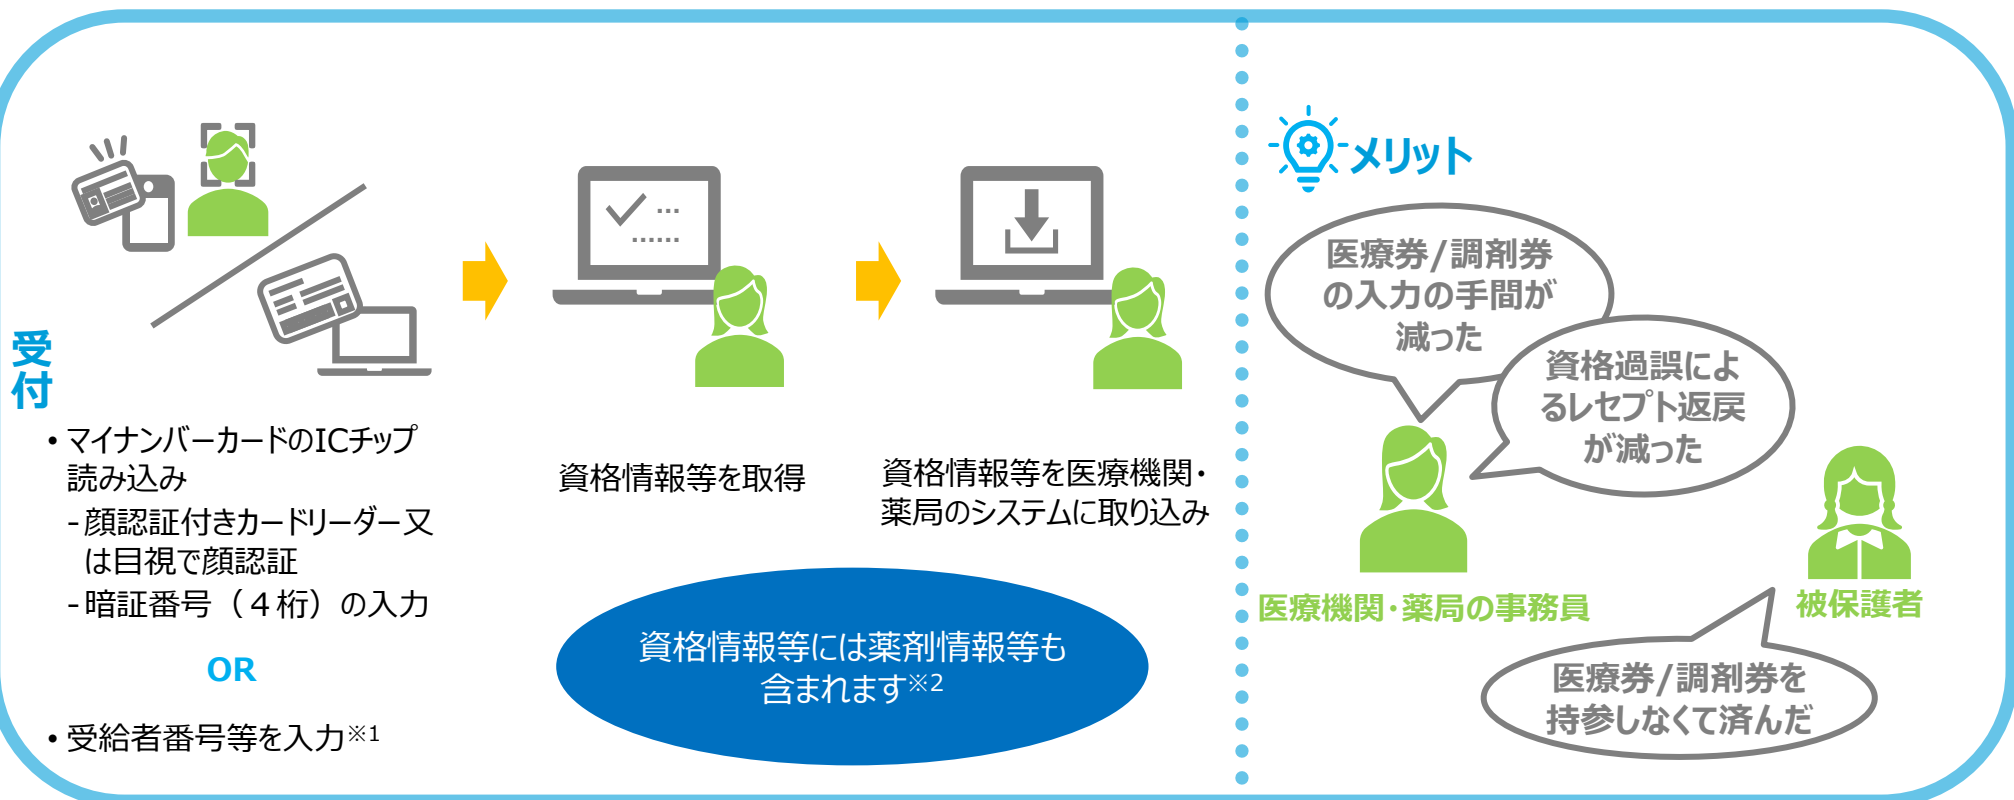 受付
• マイナンバーカードのICチップ
読み込み
-顔認証付きカードリーダー又
は目視で顔認証
-暗証番号（４桁）の入力
OR
• 受給者番号等を入力※1
資格情報等を取得
資格情報等を医療機関・
薬局のシステムに取り込み
資格情報等には薬剤情報等も
含まれます※2
メリット
医療券/調剤券
の入力の手間が
減った
資格過誤によ
るレセプト返戻
が減った
医療機関・薬局の事務員
被保護者
医療券/調剤券を
持参しなくて済んだ